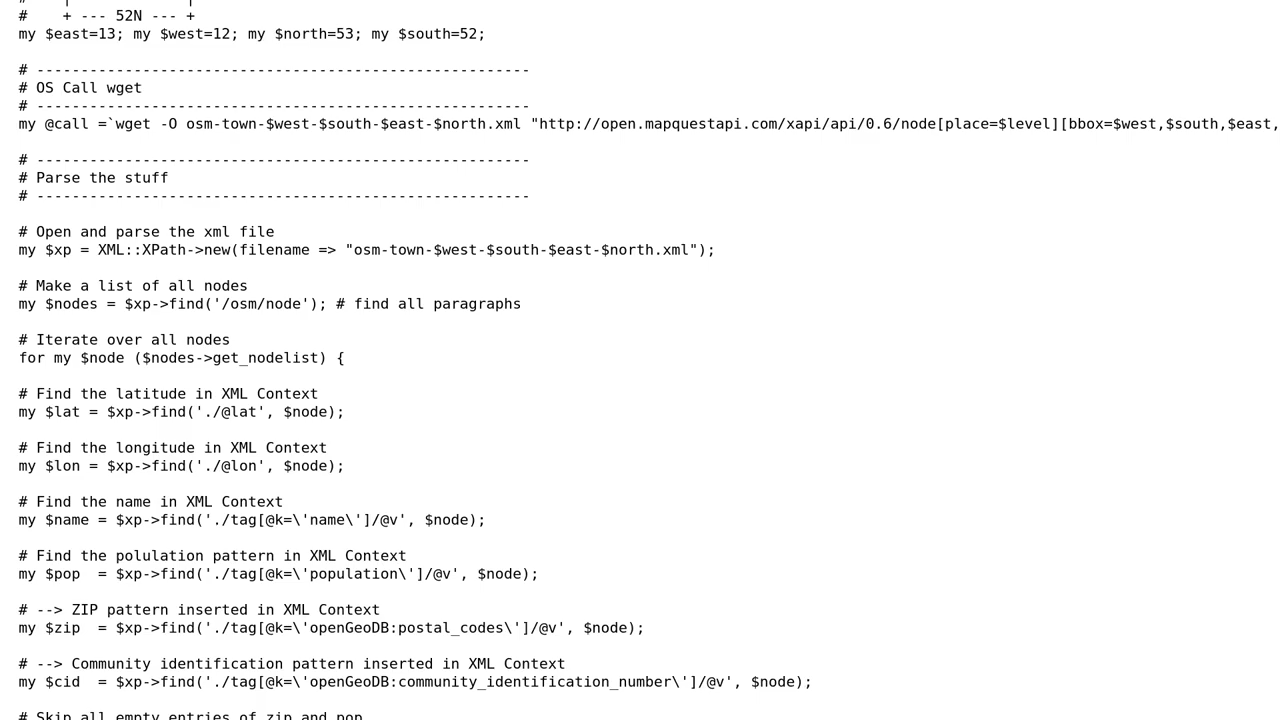 #    + --- 52N --- +
my $east=13; my $west=12; my $north=53; my $south=52;
# --------------------------------------------------------
# OS Call wget
# --------------------------------------------------------
my @call =`wget -O osm-town-$west-$south-$east-$north.xml "http://open.mapquestapi.com/xapi/api/0.6/node[place=$level][bbox=$west,$south,$east,
# --------------------------------------------------------
# Parse the stuff
# --------------------------------------------------------
# Open and parse the xml file
my $xp = XML::XPath->new(filename => "osm-town-$west-$south-$east-$north.xml");
# Make a list of all nodes
my $nodes = $xp->find('/osm/node'); # find all paragraphs
# Iterate over all nodes
for my $node ($nodes->get_nodelist) {
# Find the latitude in XML Context
my $lat = $xp->find('./@lat', $node);
# Find the longitude in XML Context
my $lon = $xp->find('./@lon', $node);
# Find the name in XML Context
my $name = $xp->find('./tag[@k=\'name\']/@v', $node);
# Find the polulation pattern in XML Context
my $pop  = $xp->find('./tag[@k=\'population\']/@v', $node);
# --> ZIP pattern inserted in XML Context
my $zip  = $xp->find('./tag[@k=\'openGeoDB:postal_codes\']/@v', $node);
# --> Community identification pattern inserted in XML Context
my $cid  = $xp->find('./tag[@k=\'openGeoDB:community_identification_number\']/@v', $node);
# Skip all empty entries of zip and pop